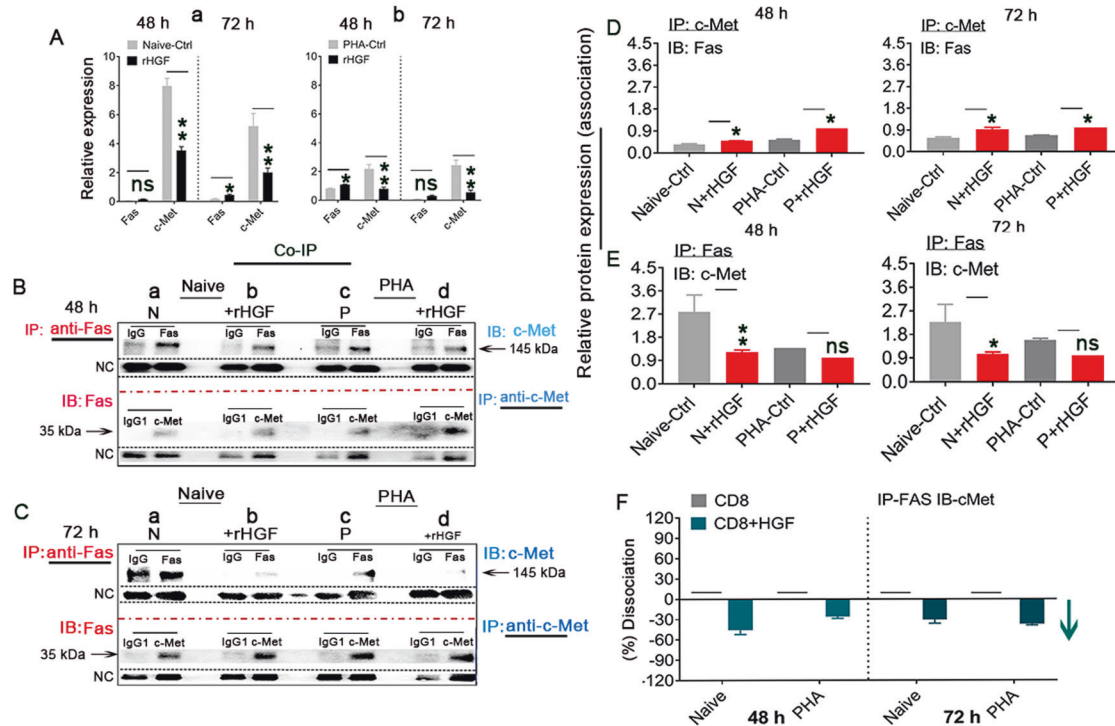 A
a
48 h 72 h
Naive-Ctrl
rHGF
Relative expression
10
8
6
4
2
0
ns
**
*
**
Fas c-Met Fas c-Met
b
48 h 72 h
PHA-Ctrl
rHGF
10
8
6
4
2
0
*
**
ns
**
Fas c-Met Fas c-Met
Co-IP
B
Naive PHA
a b c d
48 h N +rHGF P +rHGF
IP: anti-Fas
IgG Fas IgG Fas IgG Fas IgG Fas
IB: c-Met
145 kDa
NC
IB: Fas
IP: anti-c-Met
IgG1 c-Met IgG1 c-Met IgG1 c-Met IgG1 c-Met
35 kDa
NC
C
Naive PHA
a b c d
72 h N +rHGF P +rHGF
IP: anti-Fas
IgG Fas IgG Fas IgG Fas IgG Fas
IB: c-Met
145 kDa
NC
IB: Fas
IP: anti-c-Met
IgG1 c-Met IgG1 c-Met IgG1 c-Met IgG1 c-Met
35 kDa
NC
Relative protein expression (association)
D
48 h
IP: c-Met
IB: Fas
4.5
3.6
2.7
1.8
0.9
0.0
* *
Naive-Ctrl N+rHGF PHA-Ctrl P+rHGF
72 h
IP: c-Met
IB: Fas
4.5
3.6
2.7
1.8
0.9
0.0
* *
Naive-Ctrl N+rHGF PHA-Ctrl P+rHGF
E
48 h
IP: Fas
IB: c-Met
4.5
3.6
2.7
1.8
0.9
0.0
** ns
Naive-Ctrl N+rHGF PHA-Ctrl P+rHGF
72 h
IP: Fas
IB: c-Met
4.5
3.6
2.7
1.8
0.9
0.0
* ns
Naive-Ctrl N+rHGF PHA-Ctrl P+rHGF
F
CD8
CD8+HGF
IP-FAS IB-cMet
(%) Dissociation
120
90
60
30
0
-30
-60
-90
-120
Naive PHA Naive PHA
48 h 72 h